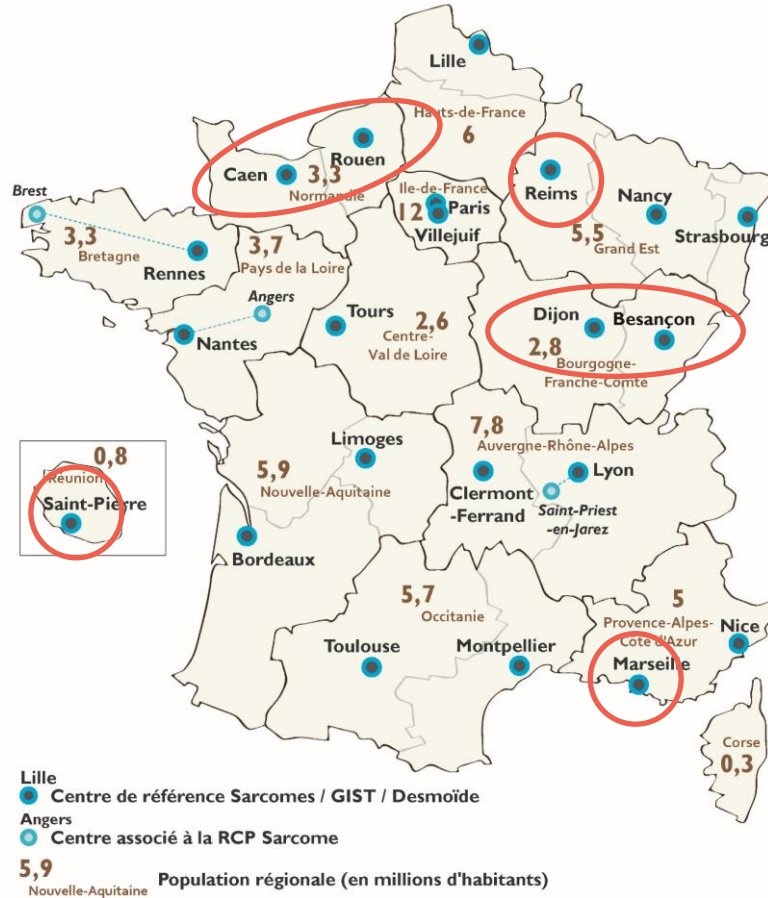 Lille
Hauts-de-France
6
Rouen
Caen
3,3
Normandie
Reims
Nancy
Strasbourg
5,5
Grand Est
Ile-de-France
12
Paris
Villejuif
Brest
3,3
Bretagne
Rennes
3,7
Pays de la Loire
Angers
Nantes
Tours
2,6
Centre-
Val de Loire
Dijon
Besançon
2,8
Bourgogne-
Franche-Comte
Limoges
5,9
Nouvelle-Aquitaine
Bordeaux
7,8
Auvergne-Rhône-Alpes
Clermont
-Ferrand
Lyon
Saint-Priest
-en-Jarez
0,8
Réunion
Saint-Pierre
5,7
Occitanie
Toulouse
Montpellier
5
Provence-Alpes-
Cote d'Azur
Nice
Marseille
Corse
0,3
Lille
Centre de référence Sarcomes / GIST / Desmoïde
Angers
Centre associé à la RCP Sarcome
5,9
Nouvelle-Aquitaine
Population régionale (en millions d'habitants)